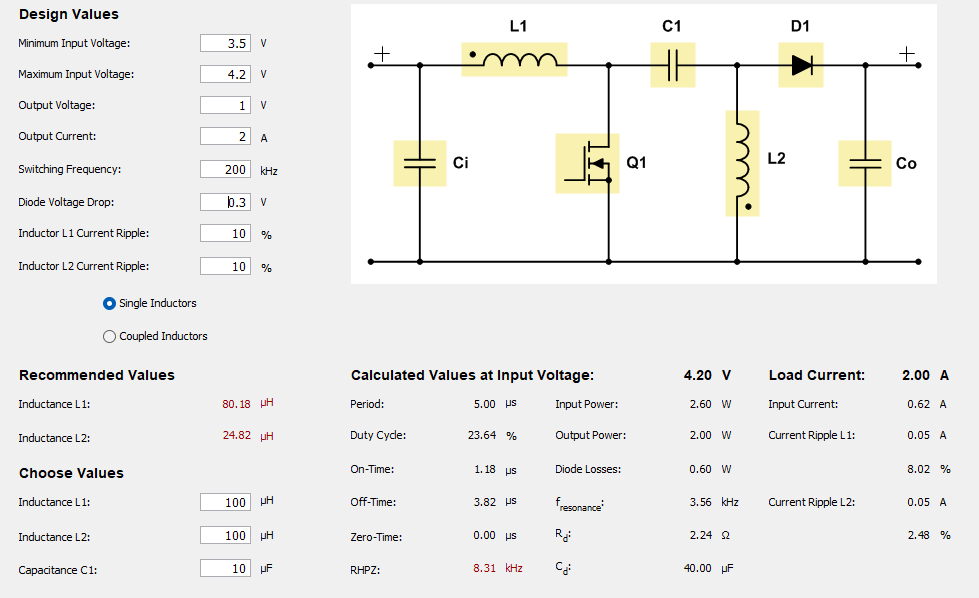 Design Values
Minimum Input Voltage: 3.5 V
Maximum Input Voltage: 4.2 V
Output Voltage: 1 V
Output Current: 2 A
Switching Frequency: 200 kHz
Diode Voltage Drop: 0.3 V
Inductor L1 Current Ripple: 10 %
Inductor L2 Current Ripple: 10 %
Single Inductors
Coupled Inductors
L1 C1 D1
+ +
Ci Q1 L2 Co
Recommended Values
Inductance L1: 80.18 µH
Inductance L2: 24.82 µH
Choose Values
Inductance L1: 100 µH
Inductance L2: 100 µH
Capacitance C1: 10 µF
Calculated Values at Input Voltage: 4.20 V Load Current: 2.00 A
Period: 5.00 µs Input Power: 2.60 W Input Current: 0.62 A
Duty Cycle: 23.64 % Output Power: 2.00 W Current Ripple L1: 0.05 A
On-Time: 1.18 µs Diode Losses: 0.60 W 8.02 %
Off-Time: 3.82 µs fresonance: 3.56 kHz Current Ripple L2: 0.05 A
Zero-Time: 0.00 µs Rd: 2.24 Ω 2.48 %
RHPZ: 8.31 kHz Cd: 40.00 µF